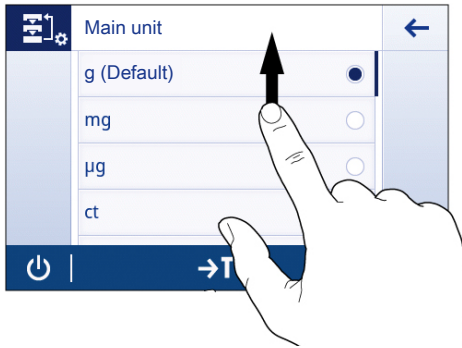 Main unit
g (Default)
mg
µg
ct
→T